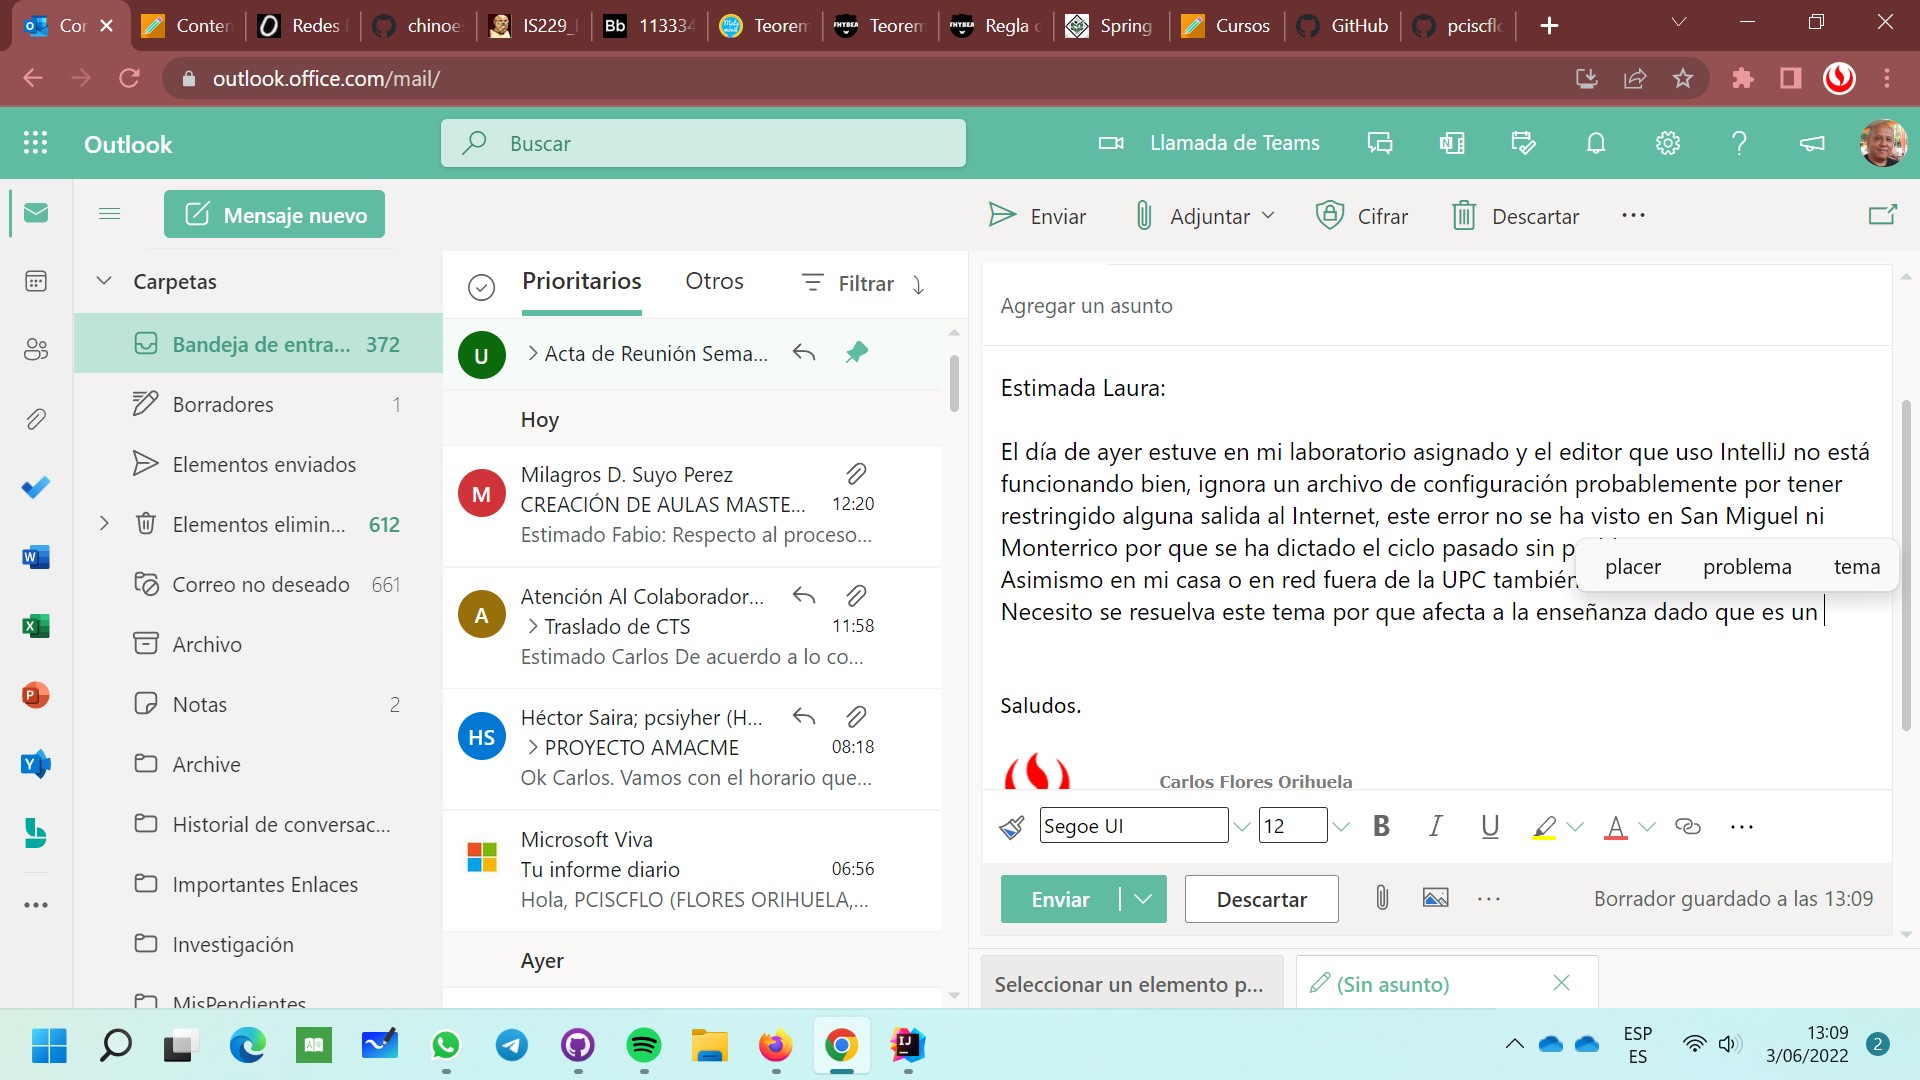 Cor
Conten
Redes
chinoe
IS229_
Bb 11333
Teorem
Teorem
Regla
Spring
Cursos
GitHub
pciscflo
outlook.office.com/mail/
Outlook
Buscar
Llamada de Teams
Mensaje nuevo
Enviar
Adjuntar
Cifrar
Descartar
Carpetas
Bandeja de entra... 372
Borradores 1
Elementos enviados
Elementos elimin... 612
Correo no deseado 661
Archivo
Notas 2
Archive
Historial de conversac...
Importantes Enlaces
Investigación
MisPendientes
Prioritarios
Otros
Filtrar
U
Acta de Reunión Sema...
Hoy
M
Milagros D. Suyo Perez
CREACIÓN DE AULAS MASTE... 12:20
Estimado Fabio: Respecto al proceso...
A
Atención Al Colaborador...
Traslado de CTS 11:58
Estimado Carlos De acuerdo a lo co...
HS
Héctor Saira; pcsiyher (H...
PROYECTO AMACME 08:18
Ok Carlos. Vamos con el horario que...
Microsoft Viva
Tu informe diario 06:56
Hola, PCISCFLO (FLORES ORIHUELA,...
Ayer
Agregar un asunto
Estimada Laura:
El día de ayer estuve en mi laboratorio asignado y el editor que uso IntelliJ no está
funcionando bien, ignora un archivo de configuración probablemente por tener
restringido alguna salida al Internet, este error no se ha visto en San Miguel ni
Monterrico por que se ha dictado el ciclo pasado sin
Asimismo en mi casa o en red fuera de la UPC también
Necesito se resuelva este tema por que afecta a la enseñanza dado que es un
placer problema tema
Saludos.
Carlos Flores Orihuela
Segoe UI 12 B I U A
Enviar
Descartar
Borrador guardado a las 13:09
Seleccionar un elemento p...
(Sin asunto)
ESP
ES
13:09
3/06/2022
2